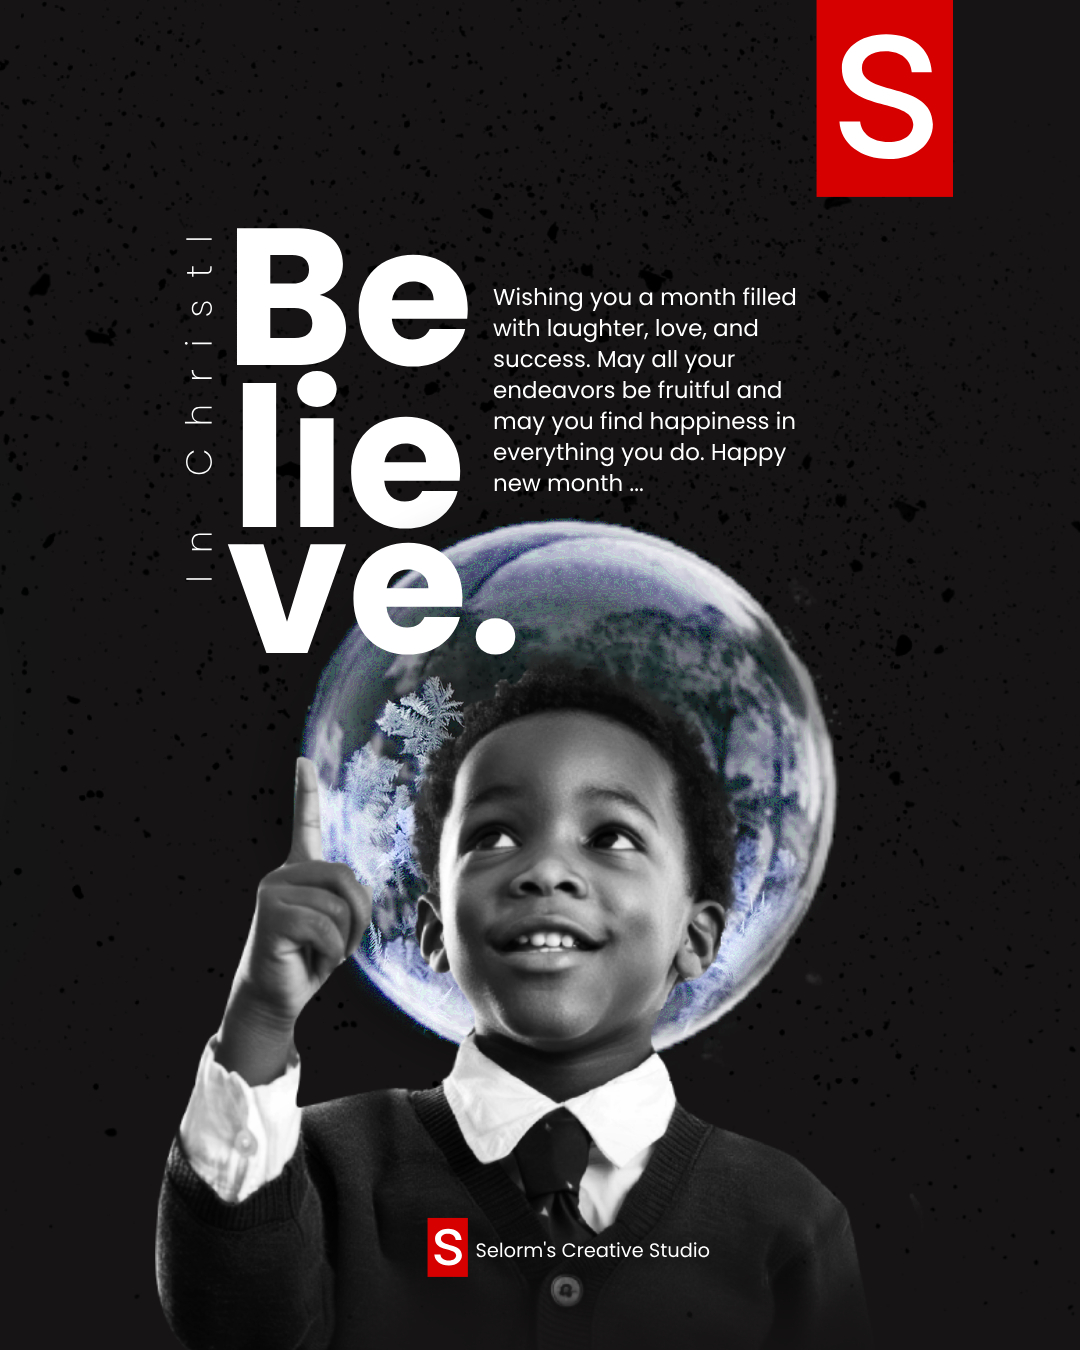 S
In ChristI
Be
lie
ve.
Wishing you a month filled
with laughter, love, and
success. May all your
endeavors be fruitful and
may you find happiness in
everything you do. Happy
new month ...
S Selorm's Creative Studio